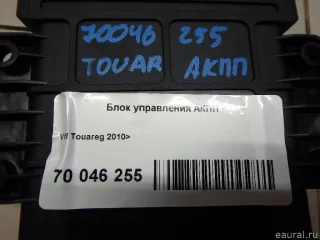 70046 255
TOUAR АКПП
Блок управления АКПП
VW Touareg 2010>
70 046 255
© eaural.ru